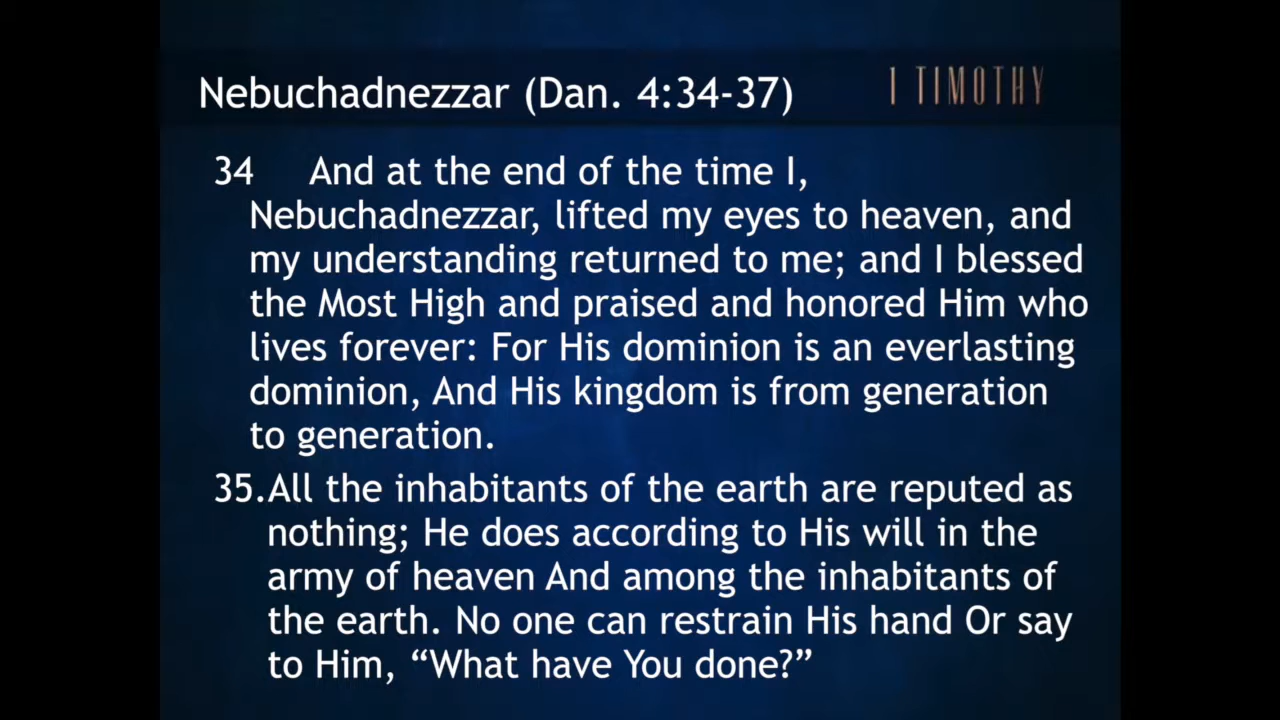 Nebuchadnezzar (Dan. 4:34-37)
1 TIMOTHY
34 And at the end of the time I,
Nebuchadnezzar, lifted my eyes to heaven, and
my understanding returned to me; and I blessed
the Most High and praised and honored Him who
lives forever: For His dominion is an everlasting
dominion, And His kingdom is from generation
to generation.
35.All the inhabitants of the earth are reputed as
nothing; He does according to His will in the
army of heaven And among the inhabitants of
the earth. No one can restrain His hand Or say
to Him, “What have You done?”